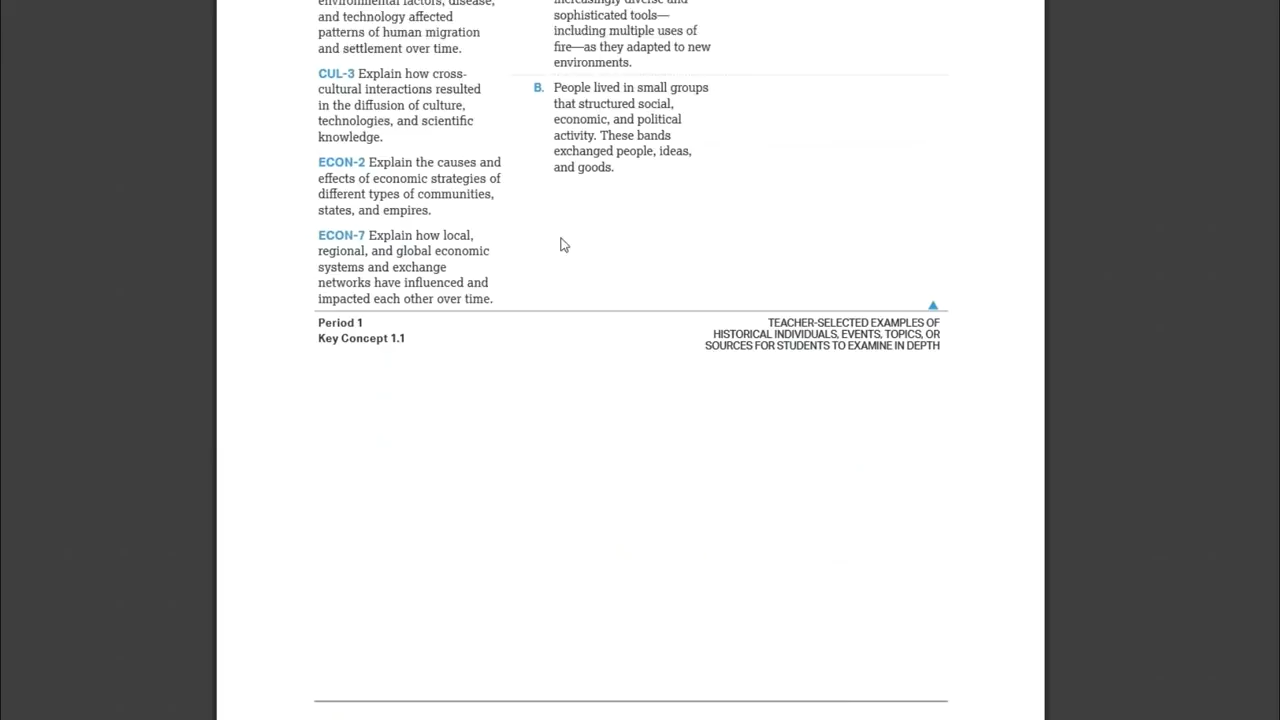 environmental factors, disease,
and technology affected
patterns of human migration
and settlement over time.
CUL-3 Explain how cross-
cultural interactions resulted
in the diffusion of culture,
technologies, and scientific
knowledge.
ECON-2 Explain the causes and
effects of economic strategies of
different types of communities,
states, and empires.
ECON-7 Explain how local,
regional, and global economic
systems and exchange
networks have influenced and
impacted each other over time.
increasingly diverse and
sophisticated tools—
including multiple uses of
fire—as they adapted to new
environments.
B. People lived in small groups
that structured social,
economic, and political
activity. These bands
exchanged people, ideas,
and goods.
Period 1
Key Concept 1.1
TEACHER-SELECTED EXAMPLES OF
HISTORICAL INDIVIDUALS, EVENTS, TOPICS, OR
SOURCES FOR STUDENTS TO EXAMINE IN DEPTH